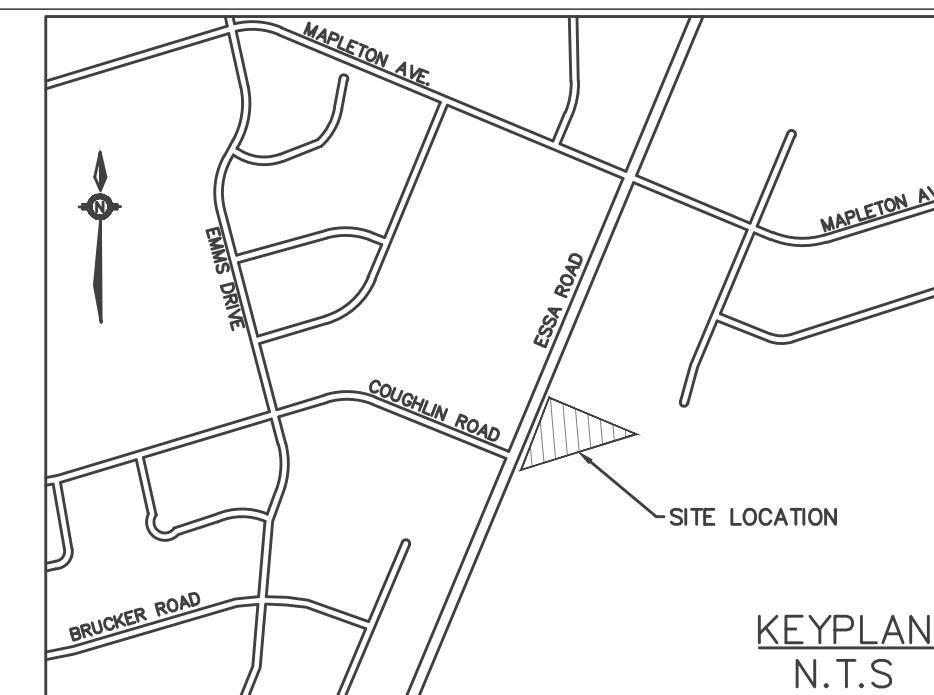 MAPLETON AVE.
N
EMMS DRIVE
ESSA ROAD
MAPLETON AV
COUGHLIN ROAD
SITE LOCATION
BRUCKER ROAD
KEYPLAN
N.T.S